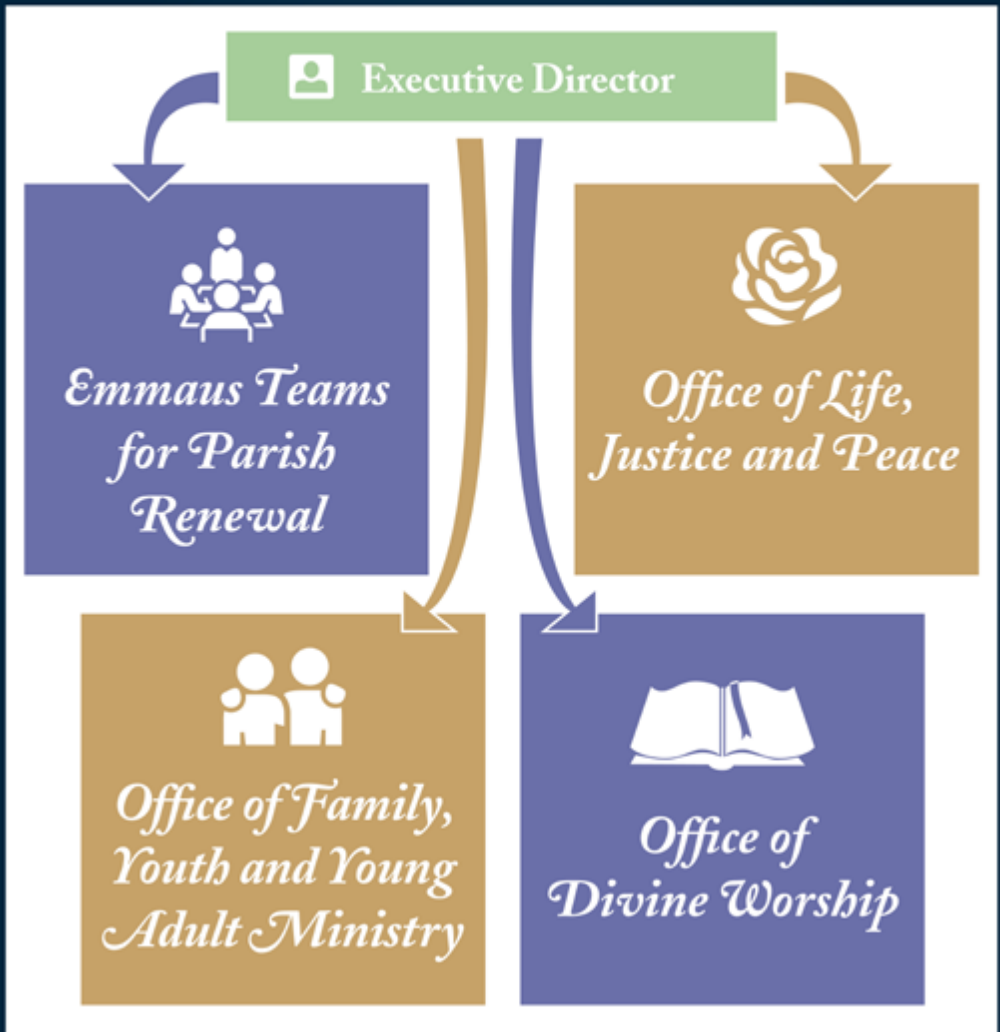 Executive Director
Emmaus Teams
for Parish
Renewal
Office of Life,
Justice and Peace
Office of Family,
Youth and Young
Adult Ministry
Office of
Divine Worship